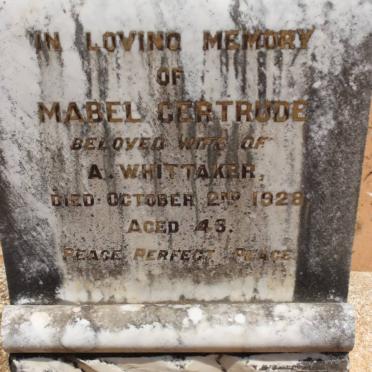 IN LOVING MEMORY
OF
MABEL GERTRUDE
BELOVED WIFE OF
A. WHITTAKER,
DIED OCTOBER 2ND 1928
AGED 43.
PEACE PERFECT PEACE